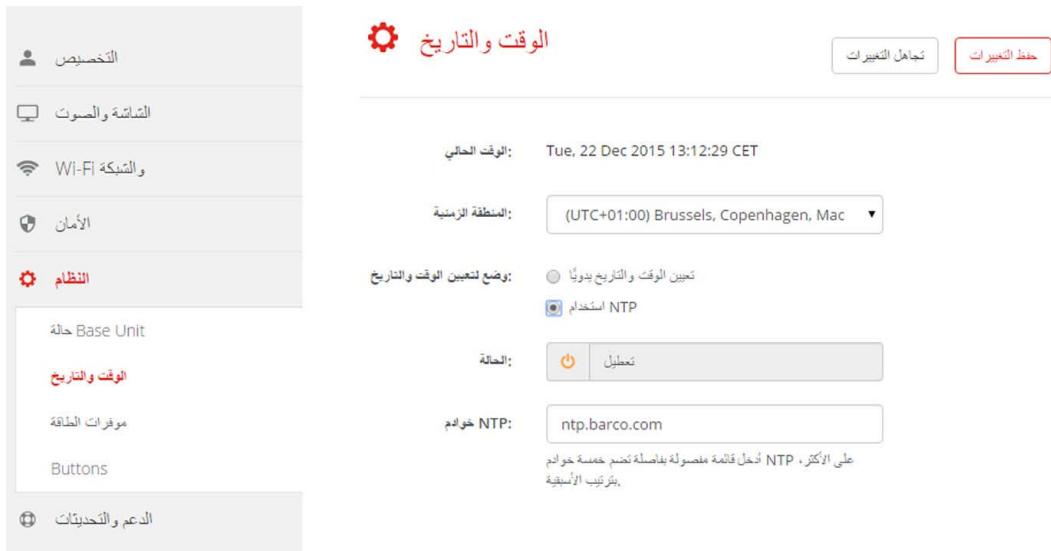 التخصيص
الشاشة والصوت
والشبكة Wi-Fi
الأمان
النظام
حالة Base Unit
الوقت والتاريخ
موفرات الطاقة
Buttons
الدعم والتحديثات
الوقت والتاريخ
تجاهل التغييرات
حفظ التغييرات
الوقت الحالي:
Tue, 22 Dec 2015 13:12:29 CET
المنطقة الزمنية:
(UTC+01:00) Brussels, Copenhagen, Mac
وضع لتعيين الوقت والتاريخ:
تعيين الوقت والتاريخ يدويًا
استخدام NTP
الحالة:
تعطيل
خوادم NTP:
ntp.barco.com
على الأكثر، NTP أدخل قائمة مفصولة بفاصلة تضم خمسة خوادم
بترتيب الأسبقية.